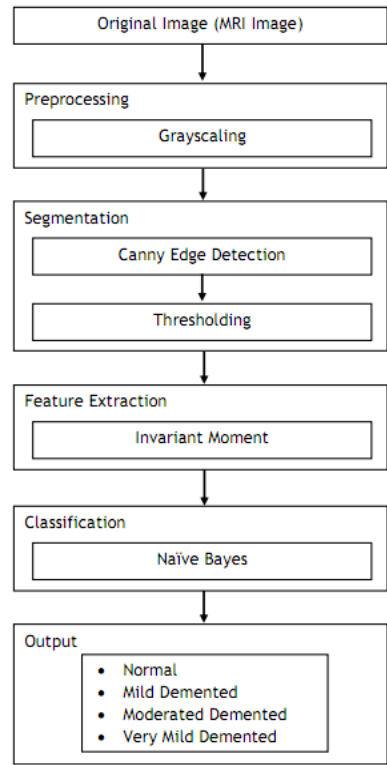 Original Image (MRI Image)
Preprocessing
Grayscaling
Segmentation
Canny Edge Detection
Thresholding
Feature Extraction
Invariant Moment
Classification
Naïve Bayes
Output
• Normal
• Mild Demented
• Moderated Demented
• Very Mild Demented